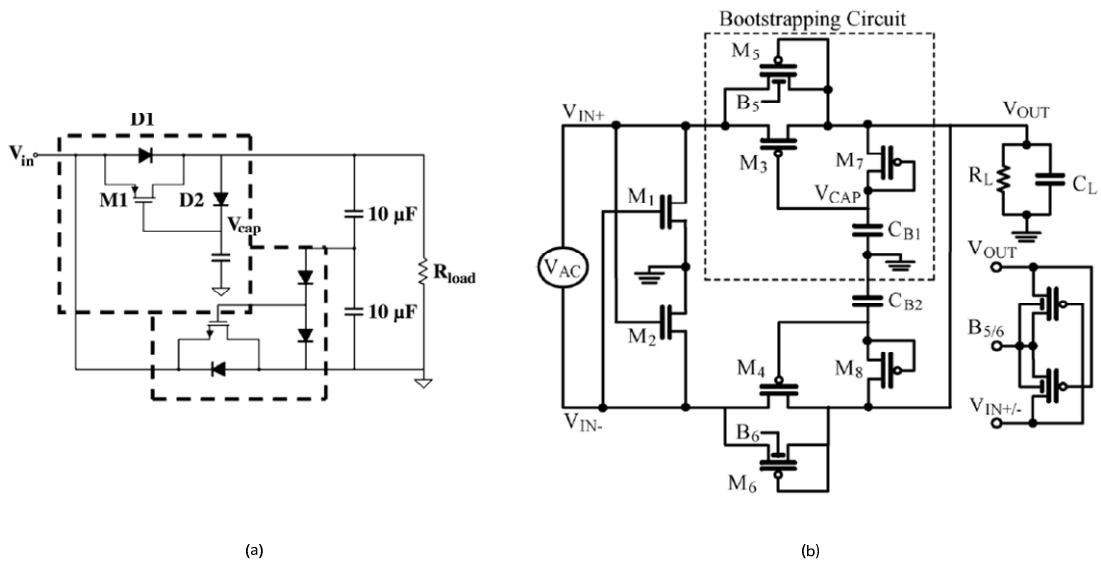 Bootstrapping Circuit
D1
Vin
M1
D2
Vcap
10 µF
10 µF
Rload
M5
B5
VIN+
M3
M7
VCAP
CB1
M1
VAC
M2
CB2
M4
M8
VIN-
B6
M6
VOUT
RL
CL
VOUT
B5/6
VIN+/-
(a)
(b)